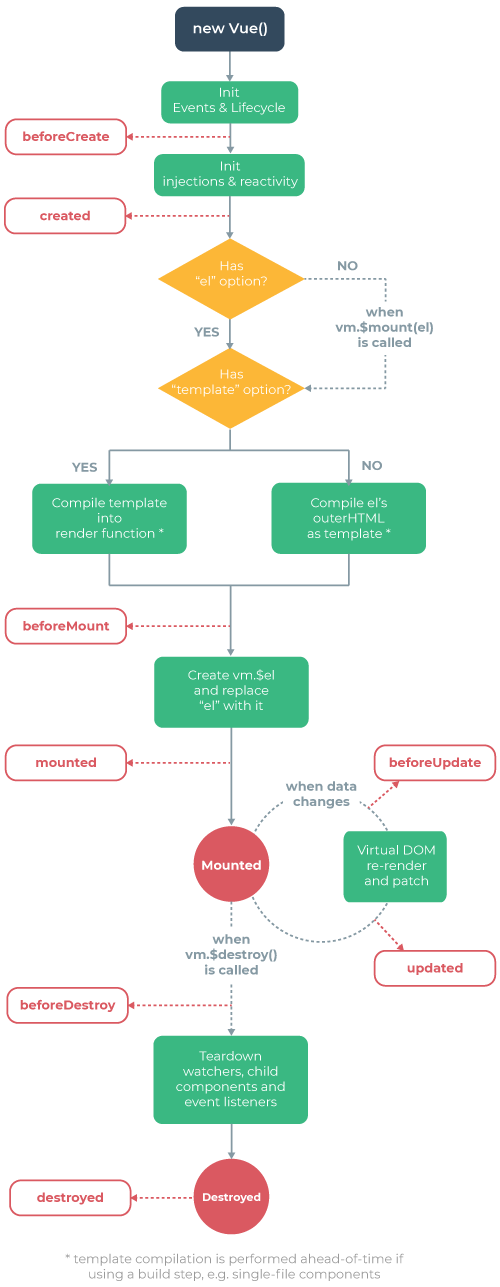 new Vue()
Init
Events & Lifecycle
beforeCreate
Init
injections & reactivity
created
Has
“el” option?
NO
when
vm.$mount(el)
is called
YES
Has
“template” option?
YES
NO
Compile template
into
render function *
Compile el’s
outerHTML
as template *
beforeMount
Create vm.$el
and replace
“el” with it
mounted
beforeUpdate
when data
changes
Mounted
Virtual DOM
re-render
and patch
when
vm.$destroy()
is called
updated
beforeDestroy
Teardown
watchers, child
components and
event listeners
destroyed
Destroyed
* template compilation is performed ahead-of-time if
using a build step, e.g. single-file components